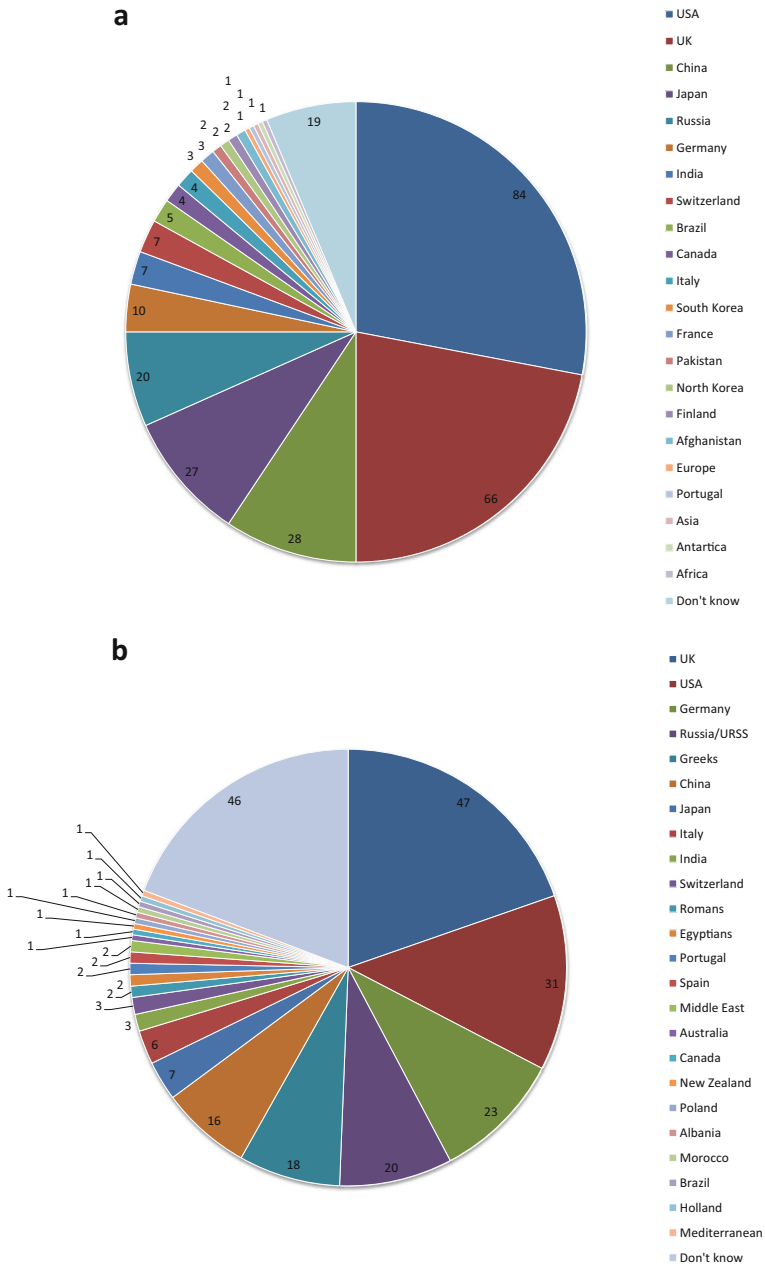 a
USA
UK
China
Japan
Russia
Germany
India
Switzerland
Brazil
Canada
Italy
South Korea
France
Pakistan
North Korea
Finland
Afghanistan
Europe
Portugal
Asia
Antartica
Africa
Don't know
84
66
28
27
20
10
7
7
5
4
4
3
3
2
2
2
2
1
1
1
1
1
19
b
UK
USA
Germany
Russia/URSS
Greeks
China
Japan
Italy
India
Switzerland
Romans
Egyptians
Portugal
Spain
Middle East
Australia
Canada
New Zealand
Poland
Albania
Morocco
Brazil
Holland
Mediterranean
Don't know
47
31
23
20
18
16
7
6
3
3
2
2
2
2
2
1
1
1
1
1
1
1
1
1
46